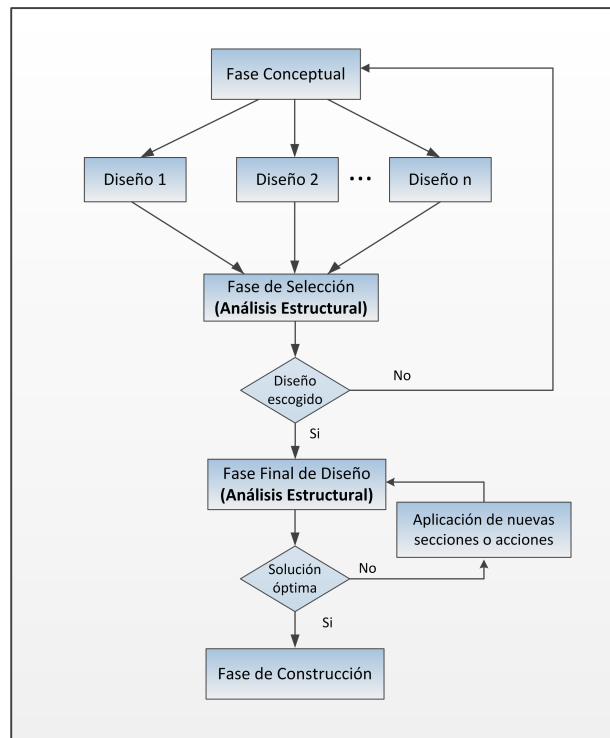 Fase Conceptual
Diseño 1
Diseño 2
...
Diseño n
Fase de Selección
(Análisis Estructural)
Diseño
escogido
No
Si
Fase Final de Diseño
(Análisis Estructural)
Aplicación de nuevas
secciones o acciones
Solución
óptima
No
Si
Fase de Construcción